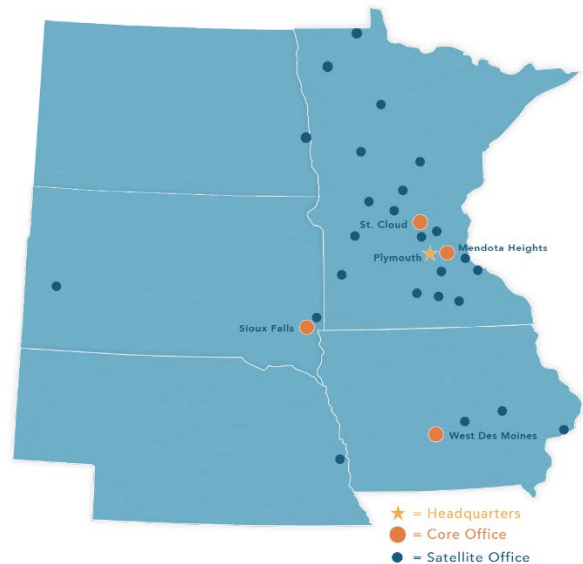 St. Cloud
Plymouth
Mendota Heights
Sioux Falls
West Des Moines
= Headquarters
= Core Office
= Satellite Office